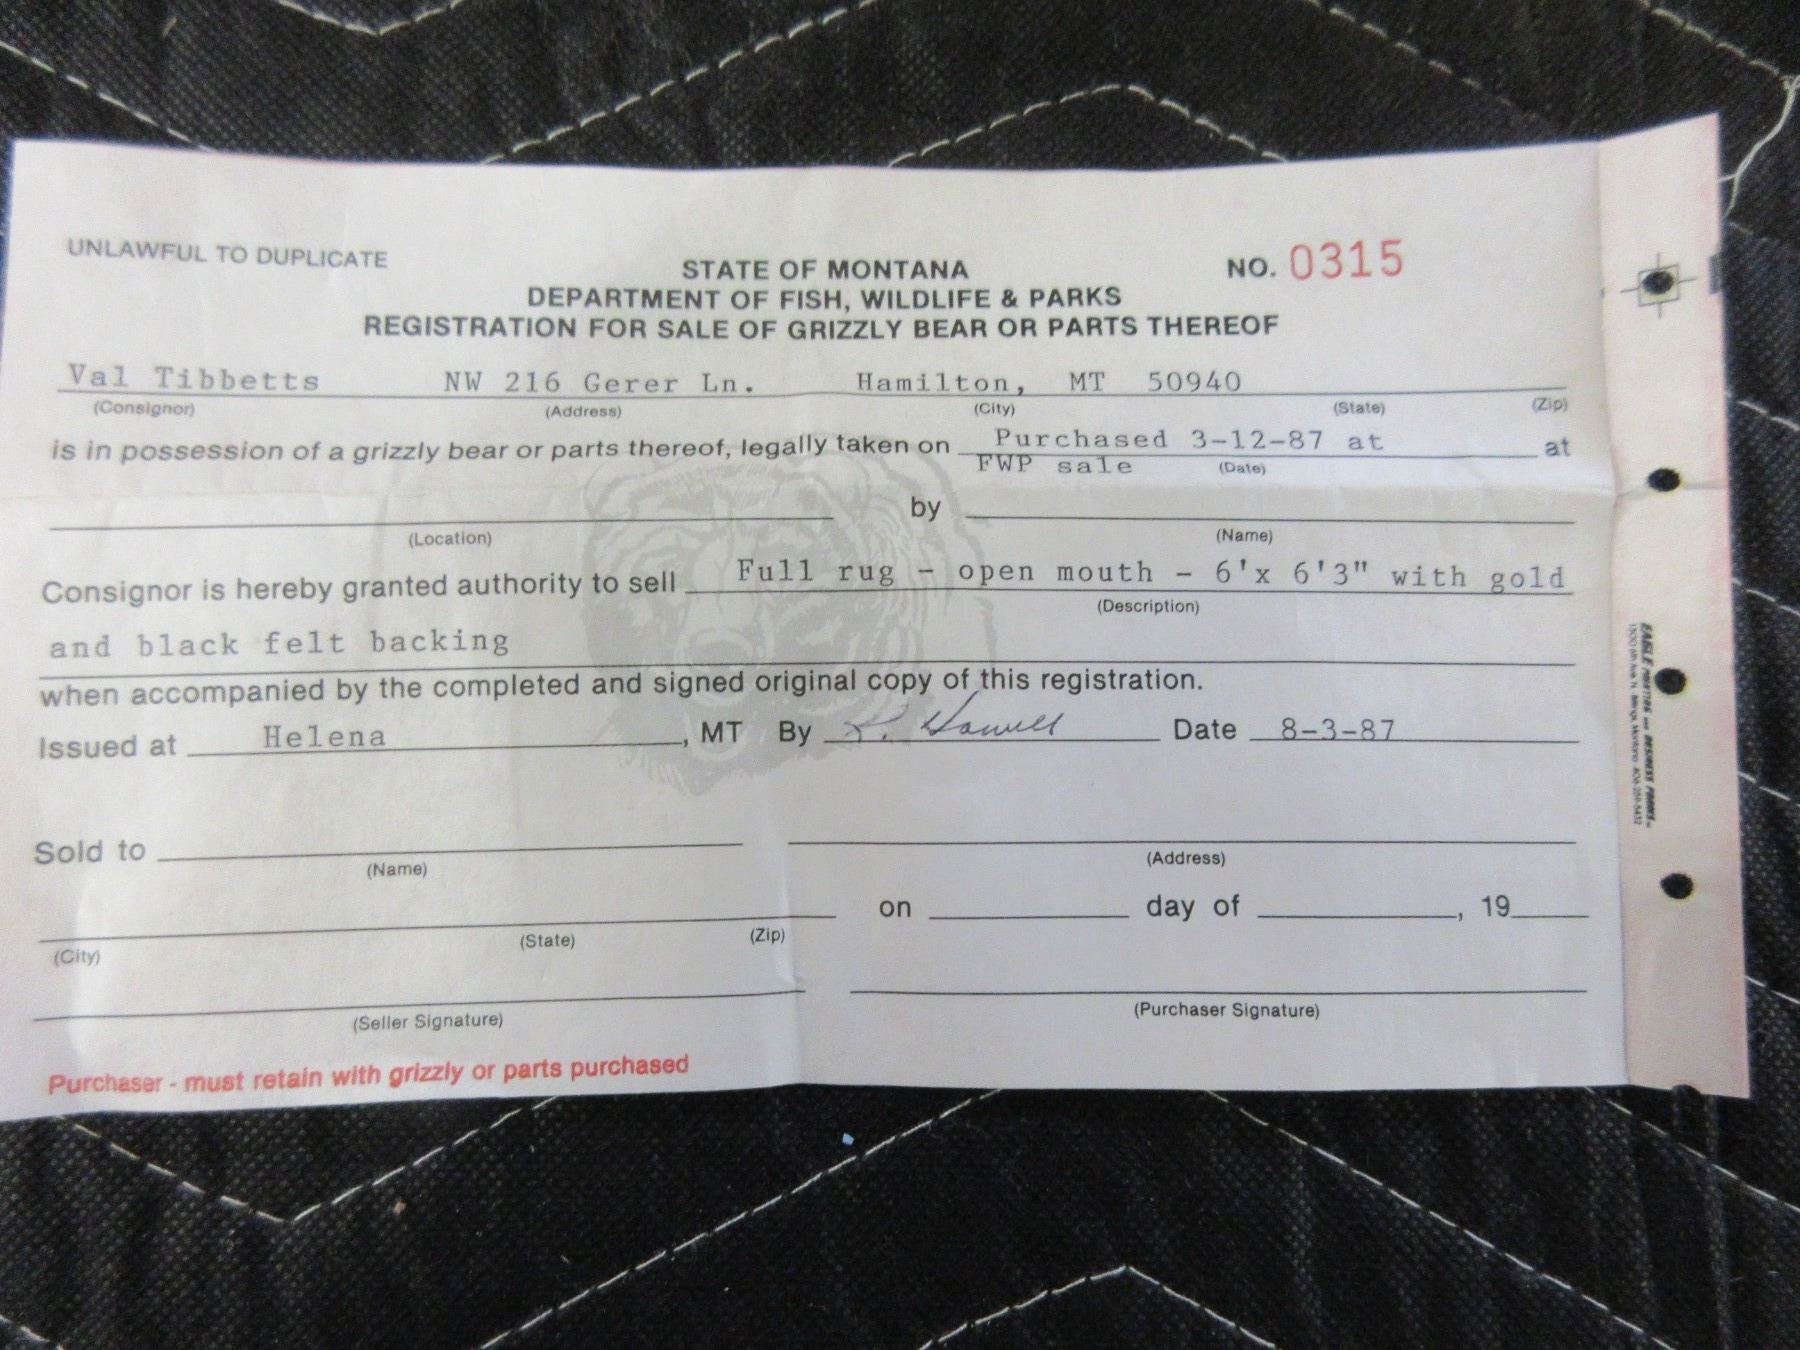 UNLAWFUL TO DUPLICATE
NO. 0315
STATE OF MONTANA
DEPARTMENT OF FISH, WILDLIFE & PARKS
REGISTRATION FOR SALE OF GRIZZLY BEAR OR PARTS THEREOF
Val Tibbetts NW 216 Gerer Ln. Hamilton, MT 50940
(Consignor) (Address) (City) (State) (Zip)
is in possession of a grizzly bear or parts thereof, legally taken on Purchased 3-12-87 at at
FWP sale (Date)
by
(Location) (Name)
Consignor is hereby granted authority to sell Full rug - open mouth - 6'x 6'3" with gold
(Description)
and black felt backing
when accompanied by the completed and signed original copy of this registration.
Issued at Helena, MT By K. Date 8-3-87
Sold to
(Name) (Address)
on day of , 19
(City) (State) (Zip)
(Seller Signature) (Purchaser Signature)
Purchaser - must retain with grizzly or parts purchased
EAGLE BUSINESS FORMS